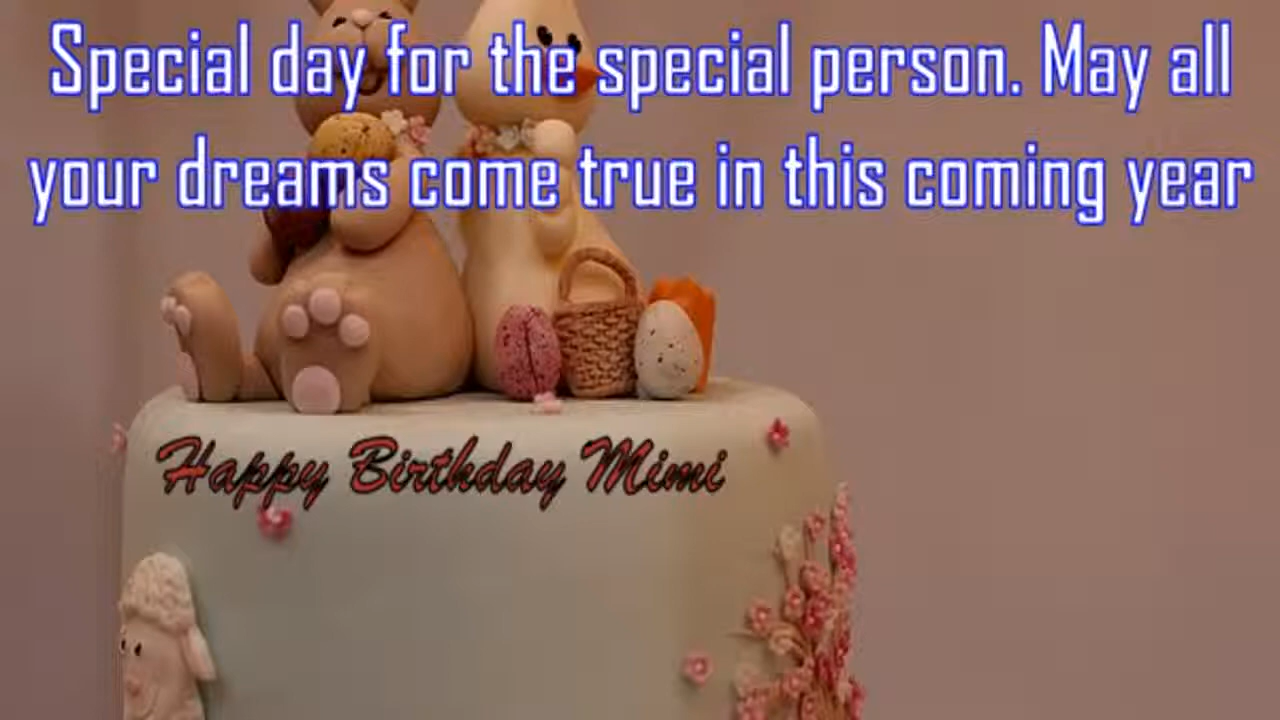 Special day for the special person. May all
your dreams come true in this coming year
Happy Birthday Mimi